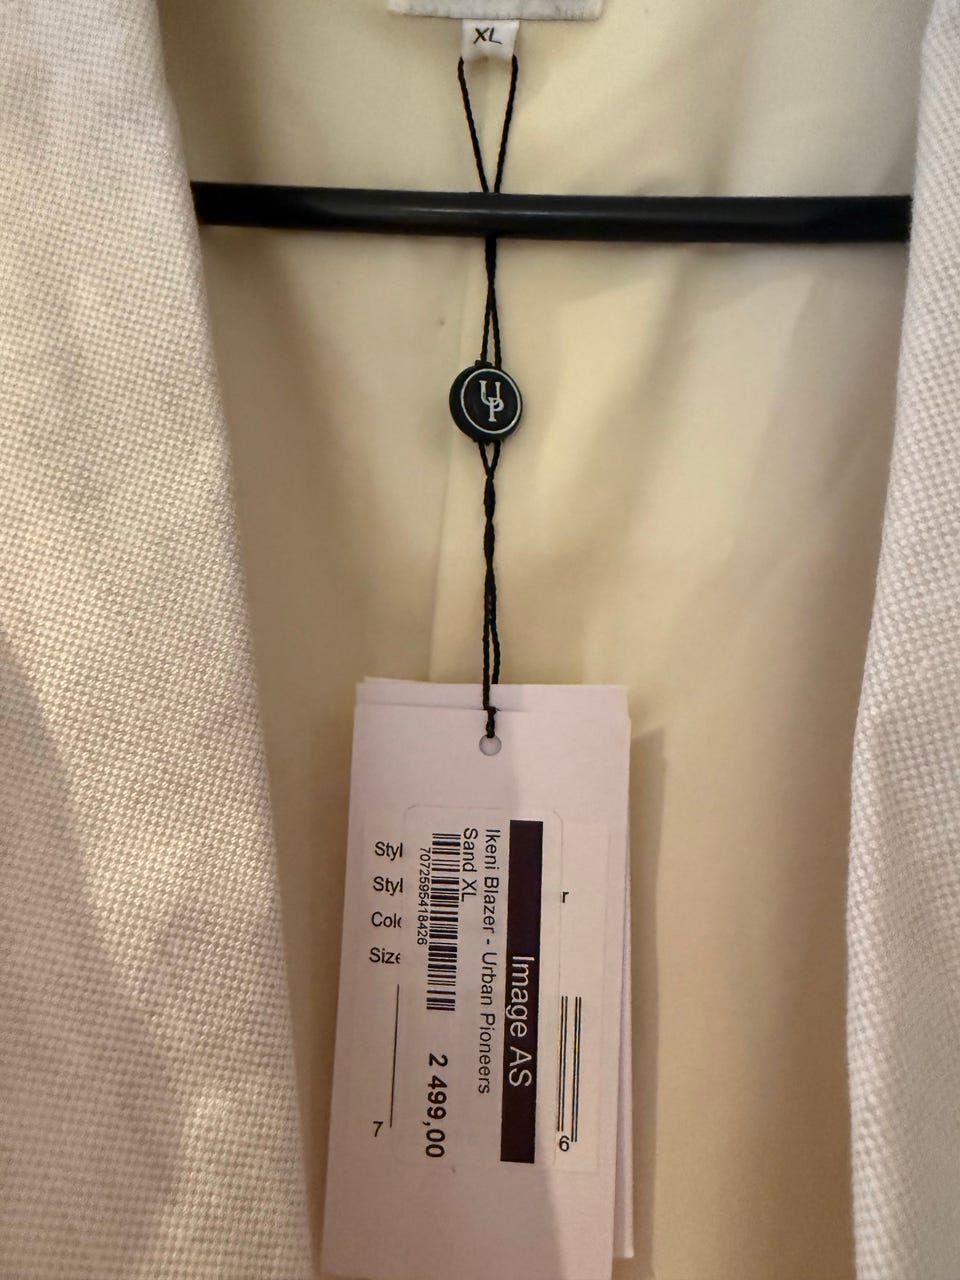 XL
UP
Styl
Styl
Colo
Size
7
r
6
Image AS
Ikeni Blazer - Urban Pioneers
Sand XL
7072595418426
2 499,00